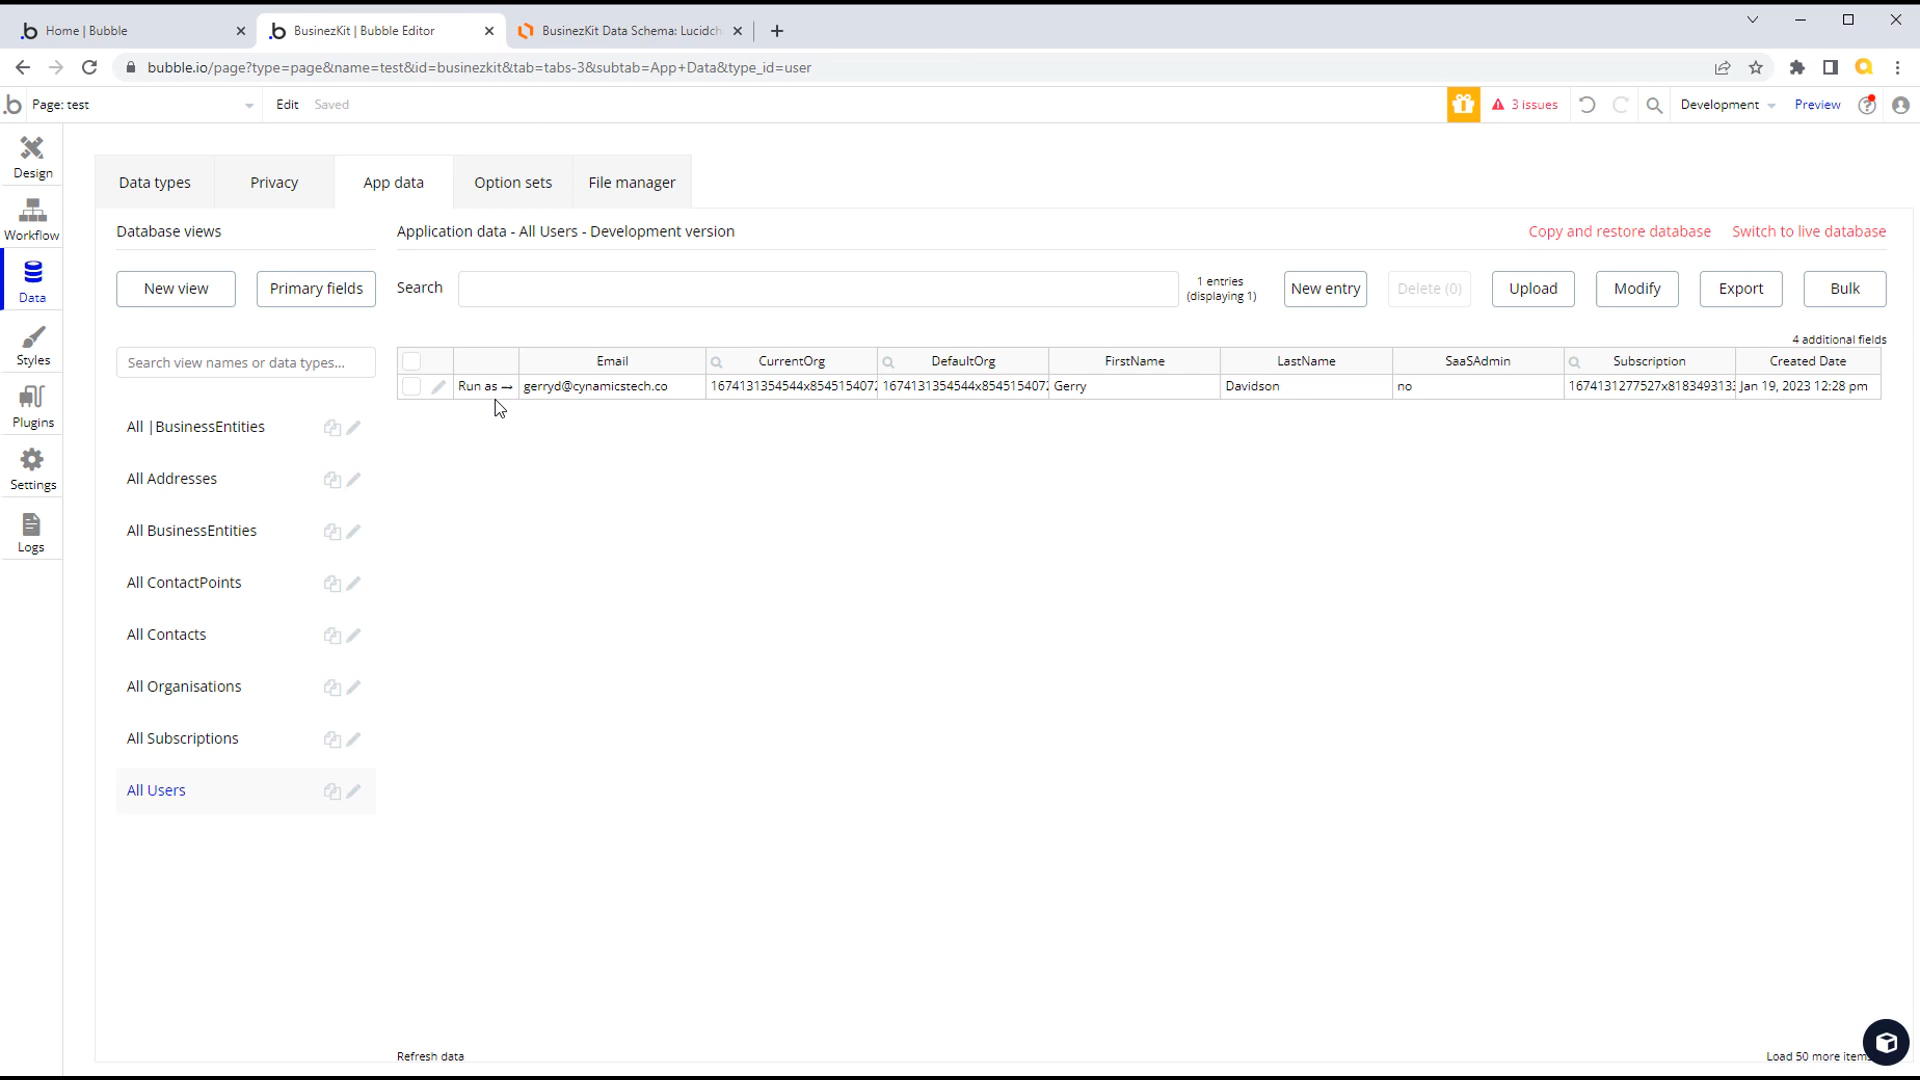 Home | Bubble
BusinezKit | Bubble Editor
BusinezKit Data Schema: Lucidch
bubble.io/page?type=page&name=test&id=businezkit&tab=tabs-3&subtab=App+Data&type_id=user
Page: test
Edit
Saved
3 issues
Development
Preview
Design
Workflow
Data
Styles
Plugins
Settings
Logs
Data types
Privacy
App data
Option sets
File manager
Database views
Application data - All Users - Development version
Copy and restore database
Switch to live database
New view
Primary fields
Search
1 entries
(displaying 1)
New entry
Delete (0)
Upload
Modify
Export
Bulk
4 additional fields
Search view names or data types...
Email CurrentOrg DefaultOrg FirstName LastName SaaSAdmin Subscription Created Date
Run as → gerryd@cynamicstech.co 1674131354544x854515407 1674131354544x854515407 Gerry Davidson no 1674131277527x818349313 Jan 19, 2023 12:28 pm
All |BusinessEntities
All Addresses
All BusinessEntities
All ContactPoints
All Contacts
All Organisations
All Subscriptions
All Users
Refresh data
Load 50 more items